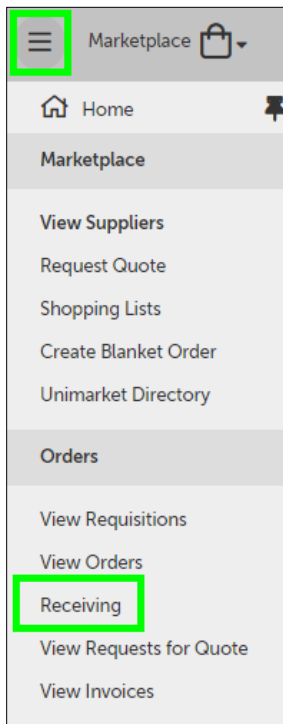 Marketplace
Home
Marketplace
View Suppliers
Request Quote
Shopping Lists
Create Blanket Order
Unimarket Directory
Orders
View Requisitions
View Orders
Receiving
View Requests for Quote
View Invoices